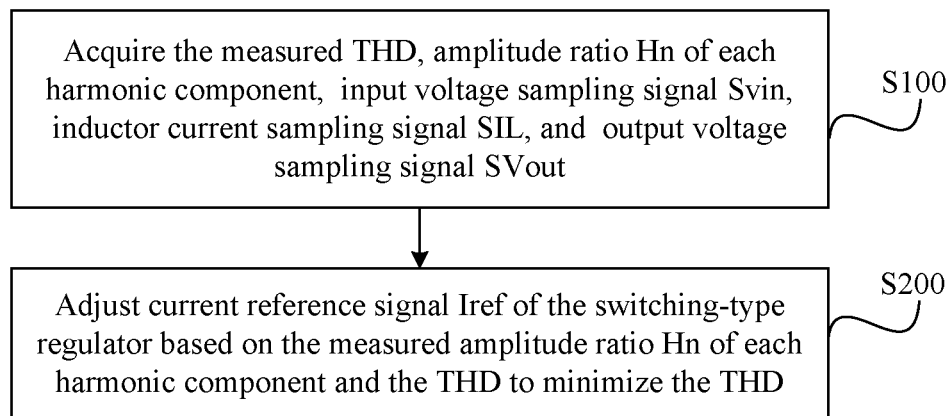 Acquire the measured THD, amplitude ratio Hn of each
harmonic component, input voltage sampling signal Svin,
inductor current sampling signal SIL, and output voltage
sampling signal SVout
S100
Adjust current reference signal Iref of the switching-type
regulator based on the measured amplitude ratio Hn of each
harmonic component and the THD to minimize the THD
S200